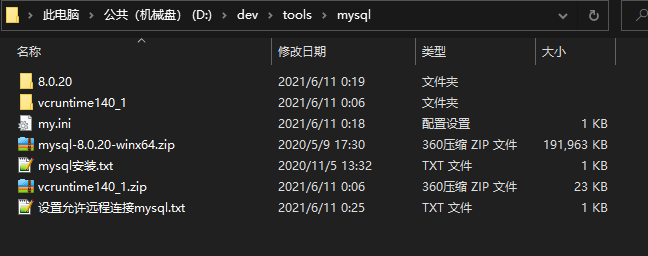 此电脑 > 公共（机械盘） (D:) > dev > tools > mysql
名称 修改日期 类型 大小
8.0.20 2021/6/11 0:19 文件夹
vcruntime140_1 2021/6/11 0:06 文件夹
my.ini 2021/6/11 0:18 配置设置 1 KB
mysql-8.0.20-winx64.zip 2020/5/9 17:30 360压缩 ZIP 文件 191,963 KB
mysql安装.txt 2020/11/5 13:32 TXT 文件 1 KB
vcruntime140_1.zip 2021/6/11 0:06 360压缩 ZIP 文件 23 KB
设置允许远程连接mysql.txt 2021/6/11 0:25 TXT 文件 1 KB